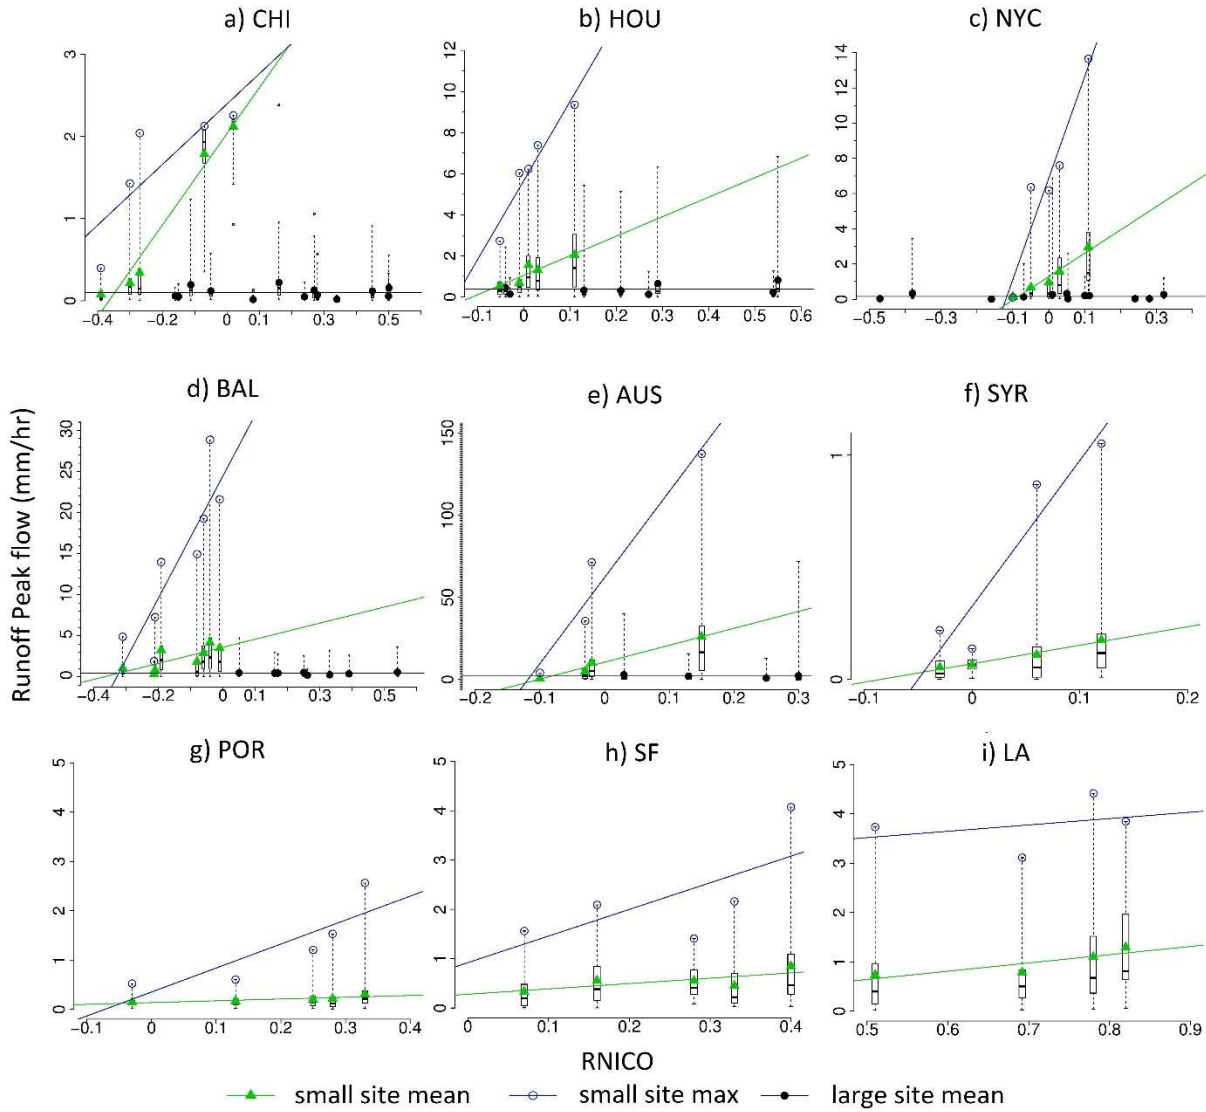 a) CHI
b) HOU
c) NYC
3
2
1
0
−0.4 −0.2 0 0.1 0.3 0.5
12
10
8
6
4
2
0
−0.1 0 0.1 0.2 0.3 0.4 0.5 0.6
14
12
10
8
6
4
2
0
−0.5 −0.3 −0.1 0 0.1 0.3
d) BAL
e) AUS
f) SYR
Runoff Peak flow (mm/hr)
30
25
20
15
10
5
0
−0.4 −0.2 0 0.1 0.3 0.5
150
100
50
0
−0.2 −0.1 0 0.1 0.2 0.3
1
0
−0.1 0 0.1 0.2
g) POR
h) SF
i) LA
5
4
3
2
1
0
−0.1 0 0.1 0.2 0.3 0.4
5
4
3
2
1
0
0 0.1 0.2 0.3 0.4
5
4
3
2
1
0
0.5 0.6 0.7 0.8 0.9
RNICO
small site mean small site max large site mean